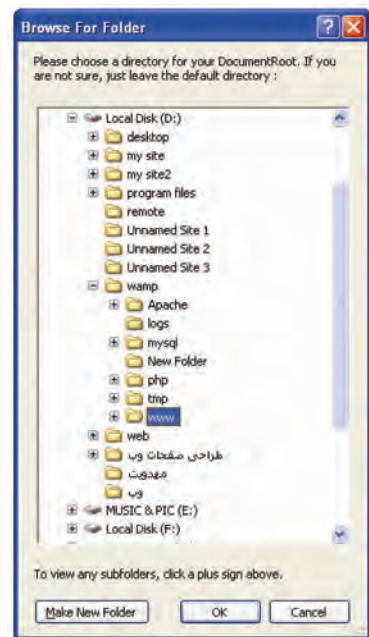 Browse For Folder
Please choose a directory for your DocumentRoot. If you
are not sure, just leave the default directory :
Local Disk (D:)
desktop
my site
my site2
program files
remote
Unnamed Site 1
Unnamed Site 2
Unnamed Site 3
wamp
Apache
logs
mysql
New Folder
php
tmp
www
web
طراحی صفحات وب
مهدویت
وب
MUSIC & PIC (E:)
Local Disk (F:)
To view any subfolders, click a plus sign above.
Make New Folder OK Cancel